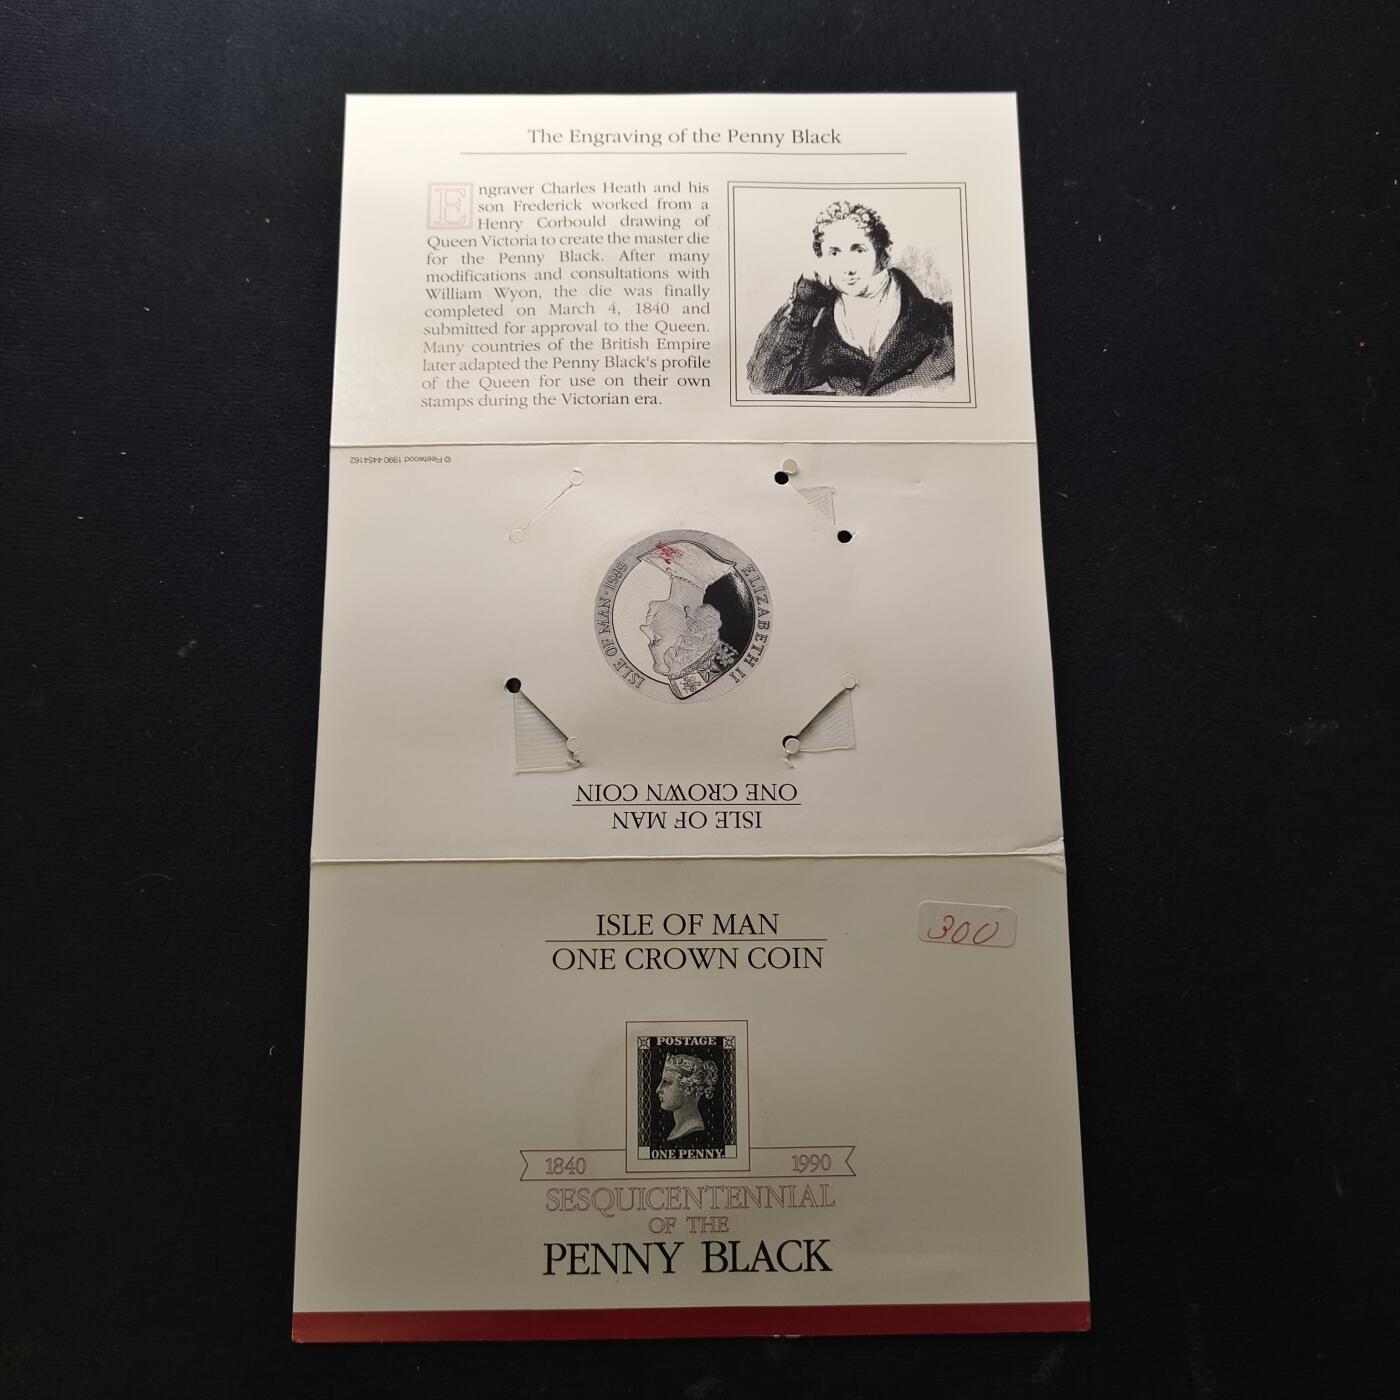 The Engraving of the Penny Black
Engraver Charles Heath and his
son Frederick worked from a
Henry Corbould drawing of
Queen Victoria to create the master die
for the Penny Black. After many
modifications and consultations with
William Wyon, the die was finally
completed on March 4, 1840 and
submitted for approval to the Queen.
Many countries of the British Empire
later adapted the Penny Black's profile
of the Queen for use on their own
stamps during the Victorian era.
© Fleetwood 1990 4454162
ISLE OF MAN · 1989
ELIZABETH II
ISLE OF MAN
ONE CROWN COIN
ISLE OF MAN
ONE CROWN COIN
300
POSTAGE
ONE PENNY.
1840
1990
SESQUICENTENNIAL
OF THE
PENNY BLACK